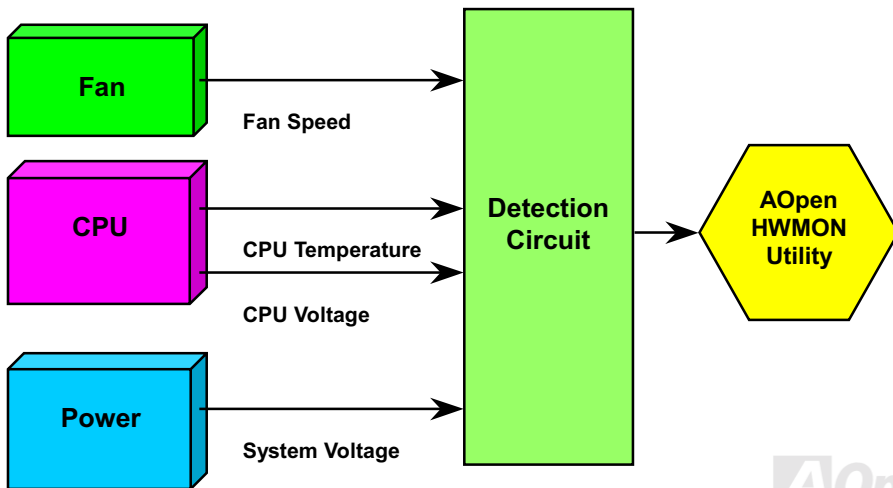 Fan
Fan Speed
CPU
CPU Temperature
CPU Voltage
Power
System Voltage
Detection
Circuit
AOpen
HWMON
Utility